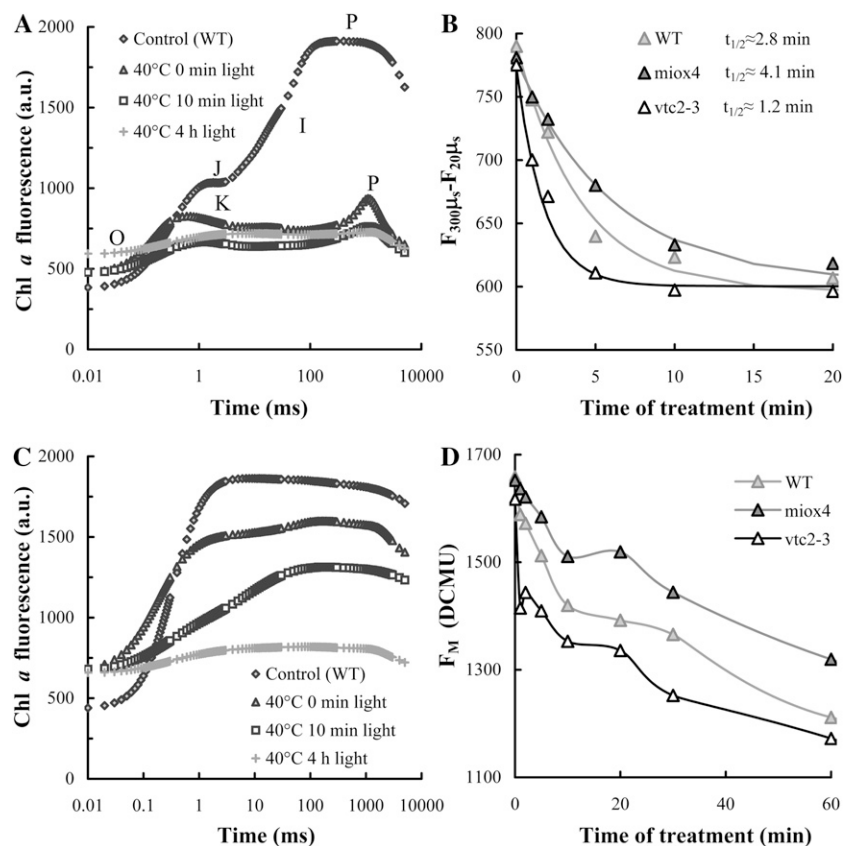 A
Chl a fluorescence (a.u.)
2000
1500
1000
500
0
Control (WT)
40°C 0 min light
40°C 10 min light
40°C 4 h light
O
J
K
I
P
P
0.01
1
100
10000
Time (ms)
B
F300μs-F20μs
800
750
700
650
600
550
WT t1/2≈2.8 min
miox4 t1/2≈ 4.1 min
vtc2-3 t1/2≈ 1.2 min
0
5
10
15
20
Time of treatment (min)
C
Chl a fluorescence (a.u.)
2000
1500
1000
500
0
Control (WT)
40°C 0 min light
40°C 10 min light
40°C 4 h light
0.01
0.1
1
10
100
1000
10000
Time (ms)
D
FM (DCMU)
1700
1500
1300
1100
WT
miox4
vtc2-3
0
20
40
60
Time of treatment (min)